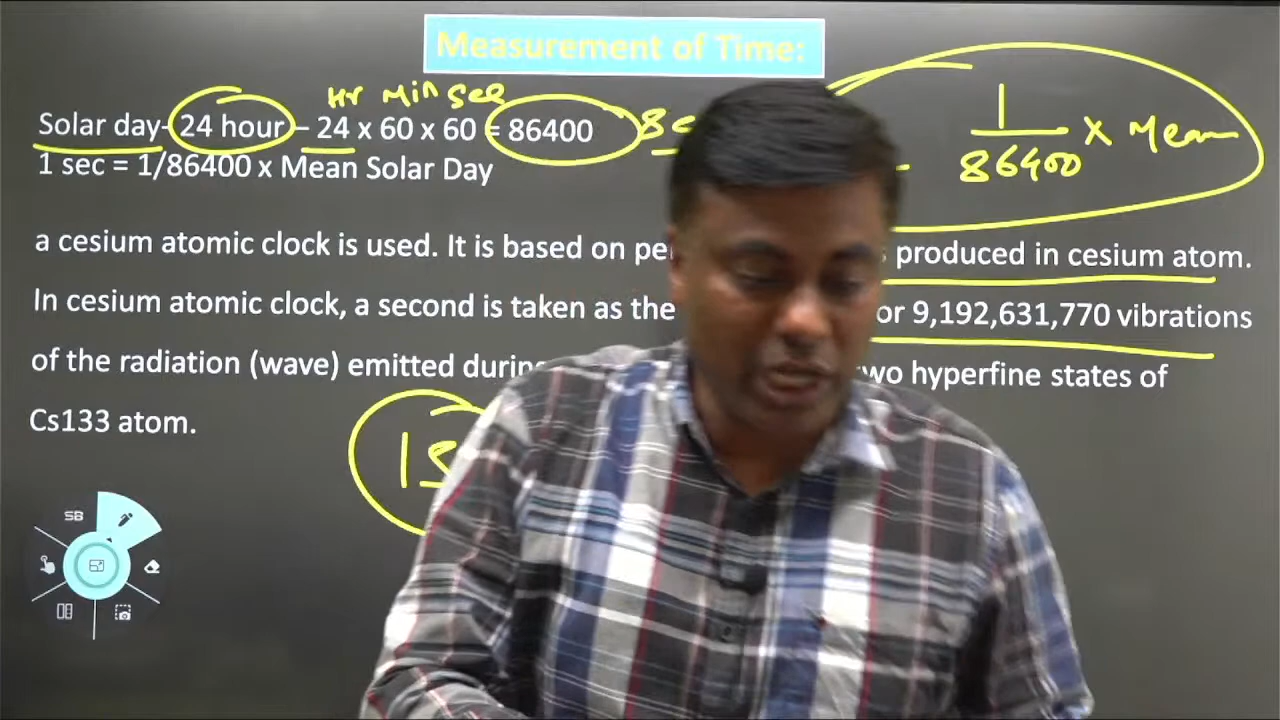 Measurement of Time:
Hr Min Sec
Solar day- 24 hour – 24 x 60 x 60 = 86400
1 sec = 1/86400 x Mean Solar Day
1
86400 x Mean
a cesium atomic clock is used. It is based on produced in cesium atom.
In cesium atomic clock, a second is taken as the or 9,192,631,770 vibrations
of the radiation (wave) emitted during two hyperfine states of
Cs133 atom.
SB